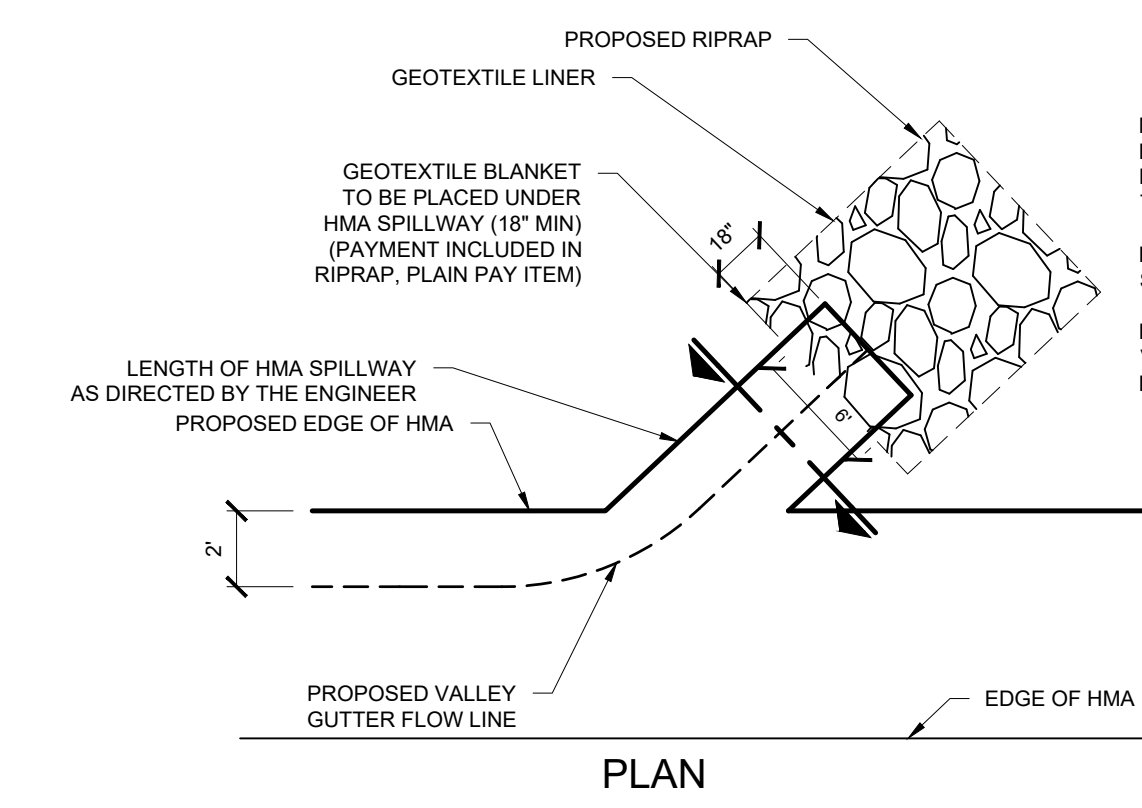 PROPOSED RIPRAP
GEOTEXTILE LINER
GEOTEXTILE BLANKET
TO BE PLACED UNDER
HMA SPILLWAY (18" MIN)
(PAYMENT INCLUDED IN
RIPRAP, PLAIN PAY ITEM)
18"
LENGTH OF HMA SPILLWAY
AS DIRECTED BY THE ENGINEER
PROPOSED EDGE OF HMA
6'
2'
PROPOSED VALLEY
GUTTER FLOW LINE
EDGE OF HMA
PLAN